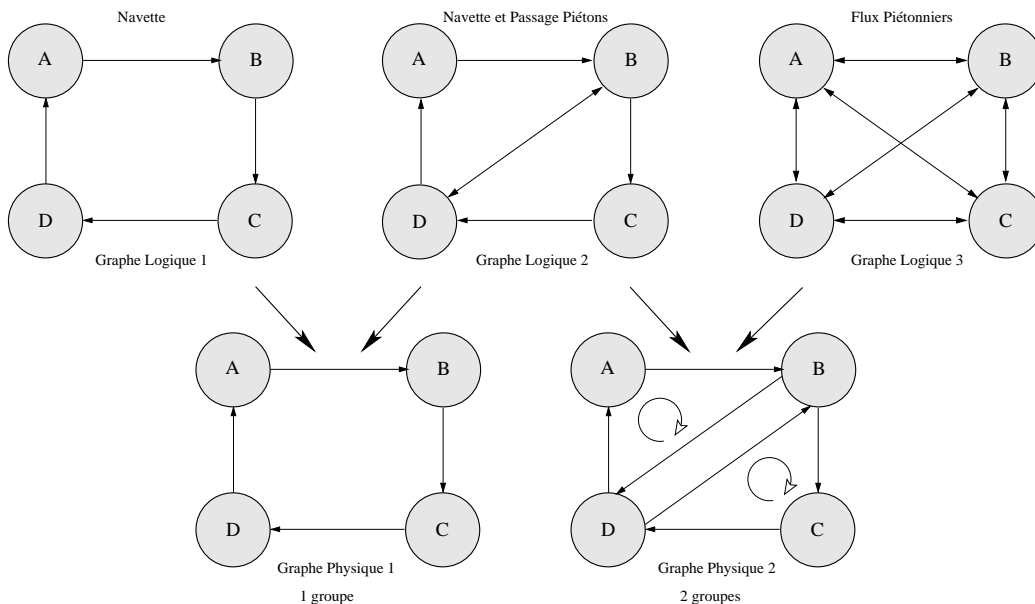 Navette
Navette et Passage Piétons
Flux Piétonniers
A
B
A
B
A
B
D
C
D
C
D
C
Graphe Logique 1
Graphe Logique 2
Graphe Logique 3
A
B
A
B
D
C
D
C
Graphe Physique 1
Graphe Physique 2
1 groupe
2 groupes